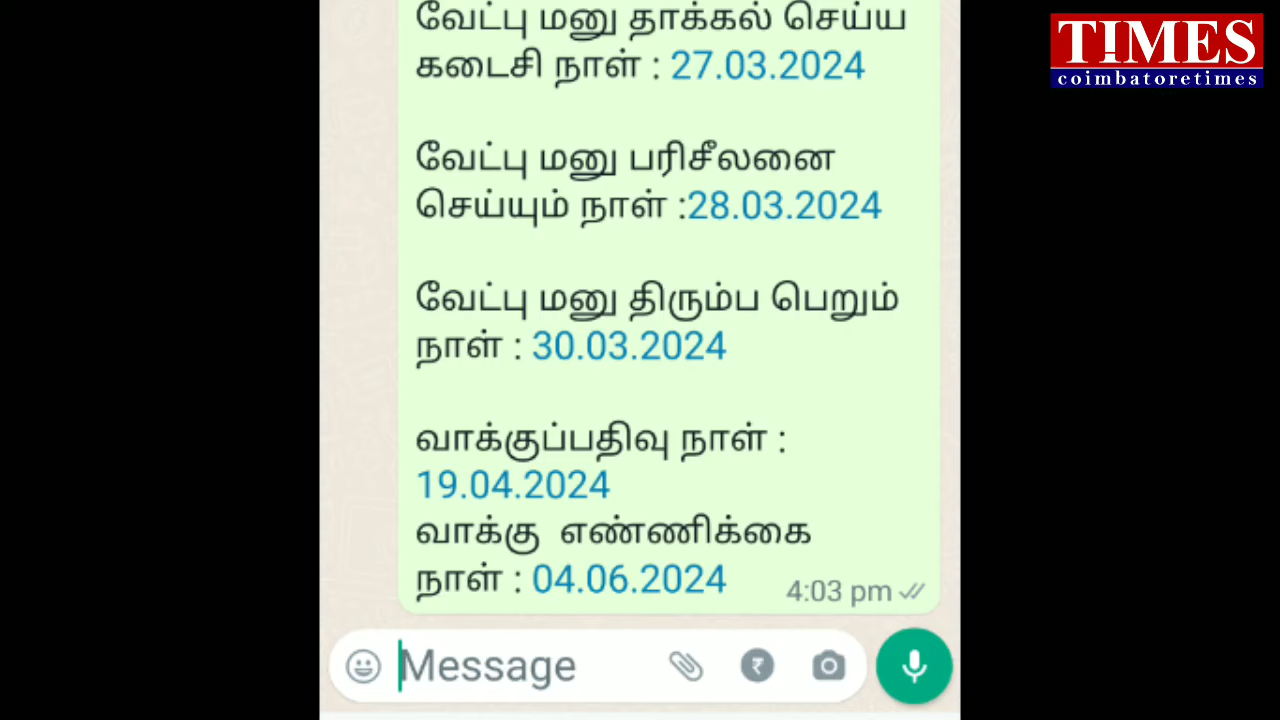 வேட்பு மனு தாக்கல் செய்ய
கடைசி நாள் : 27.03.2024
வேட்பு மனு பரிசீலனை
செய்யும் நாள் :28.03.2024
வேட்பு மனு திரும்ப பெறும்
நாள் : 30.03.2024
வாக்குப்பதிவு நாள் :
19.04.2024
வாக்கு எண்ணிக்கை
நாள் : 04.06.2024
4:03 pm
Message
TIMES
coimbatoretimes